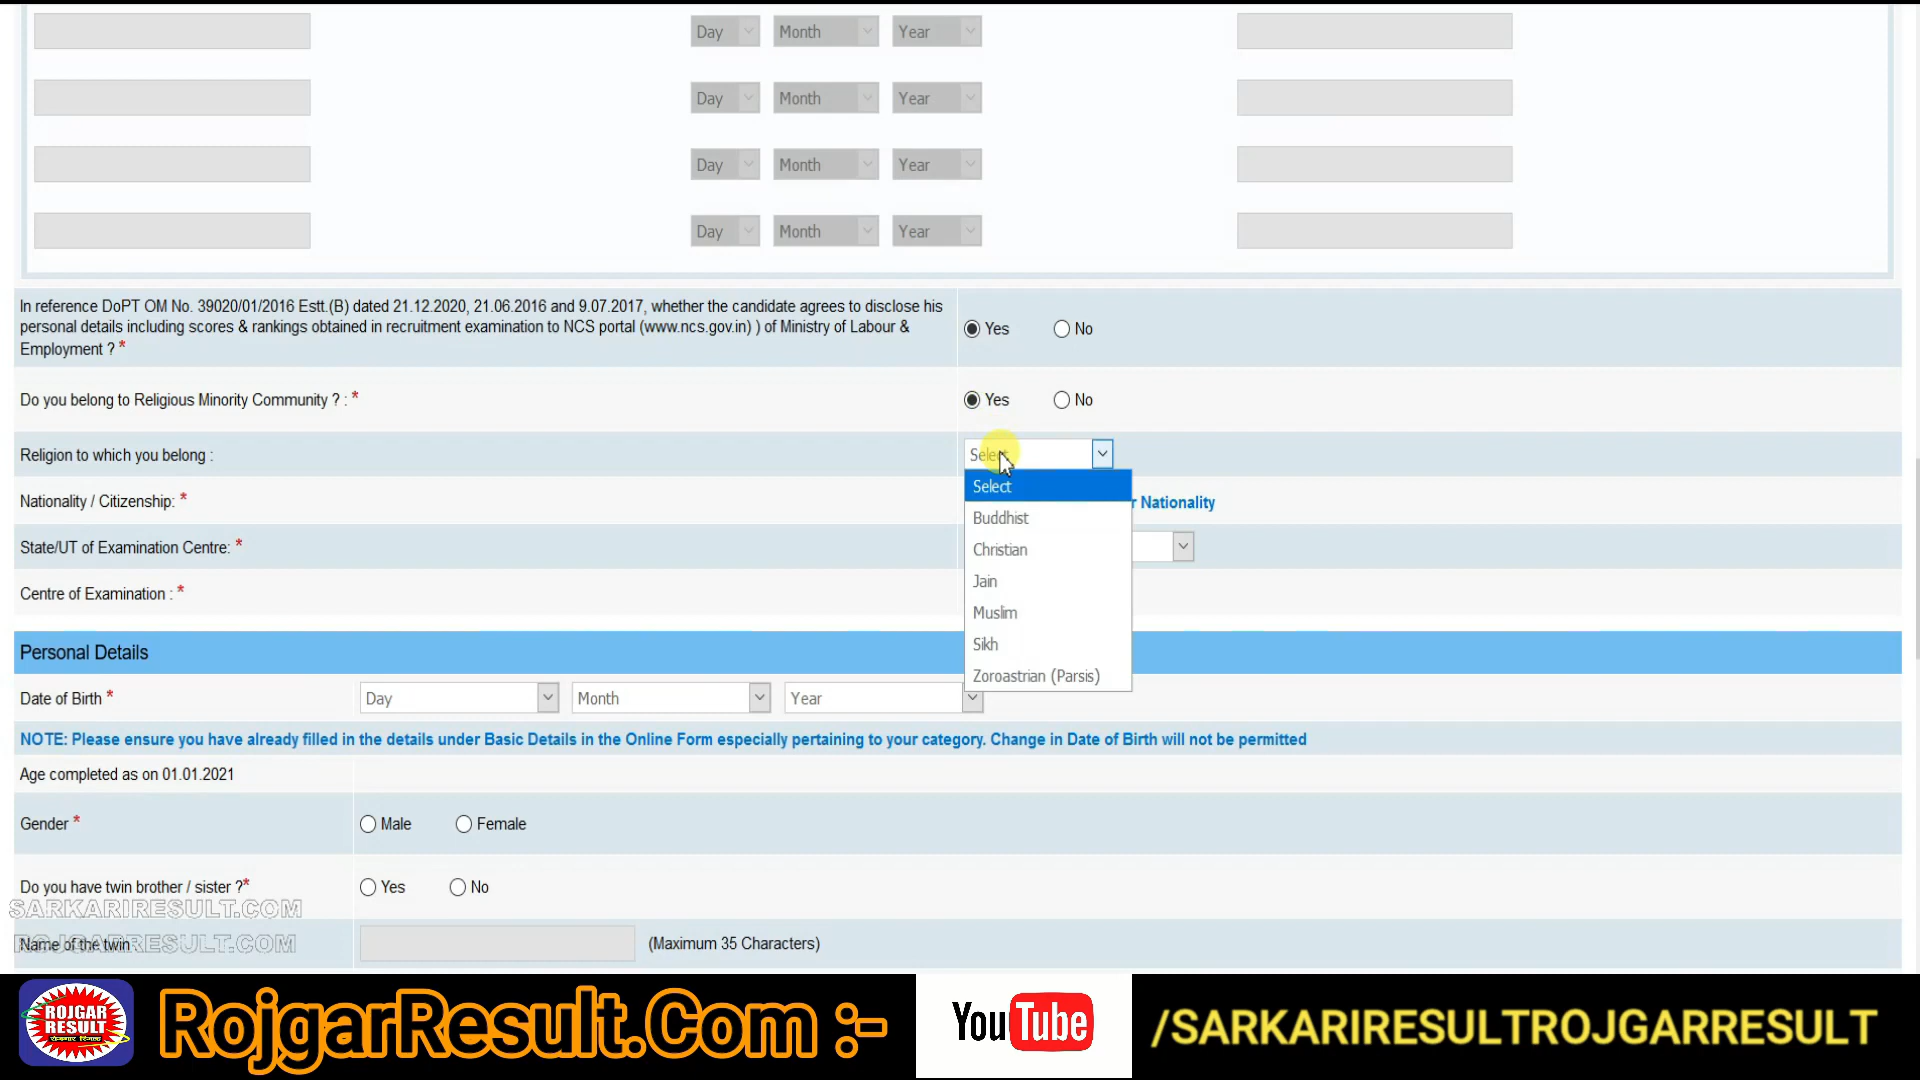 Day Month Year
Day Month Year
Day Month Year
Day Month Year
In reference DoPT OM No. 39020/01/2016 Estt.(B) dated 21.12.2020, 21.06.2016 and 9.07.2017, whether the candidate agrees to disclose his
personal details including scores & rankings obtained in recruitment examination to NCS portal (www.ncs.gov.in) ) of Ministry of Labour &
Employment ? *
Yes No
Do you belong to Religious Minority Community ? : * Yes No
Religion to which you belong : Select
Select
Nationality / Citizenship: * r Nationality
Buddhist
State/UT of Examination Centre: *
Christian
Jain
Centre of Examination : *
Muslim
Sikh
Zoroastrian (Parsis)
Personal Details
Date of Birth * Day Month Year
NOTE: Please ensure you have already filled in the details under Basic Details in the Online Form especially pertaining to your category. Change in Date of Birth will not be permitted
Age completed as on 01.01.2021
Gender * Male Female
Do you have twin brother / sister ?* Yes No
SARKARIRESULT.COM
Name of the twin (Maximum 35 Characters)
ROJGARRESULT.COM
ROJGAR
RESULT
रोजगार रिजल्ट
RojgarResult.Com :-
YouTube
/SARKARIRESULTROJGARRESULT